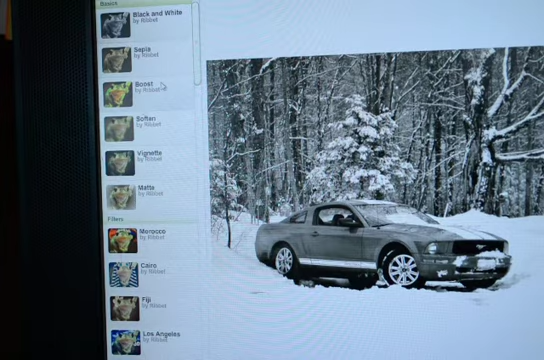 Basics
Black and White
by Ribbet
Sepia
by Ribbet
Boost
by Ribbet
Soften
by Ribbet
Vignette
by Ribbet
Matte
by Ribbet
Filters
Morocco
by Ribbet
Cairo
by Ribbet
Fiji
by Ribbet
Los Angeles
by Ribbet